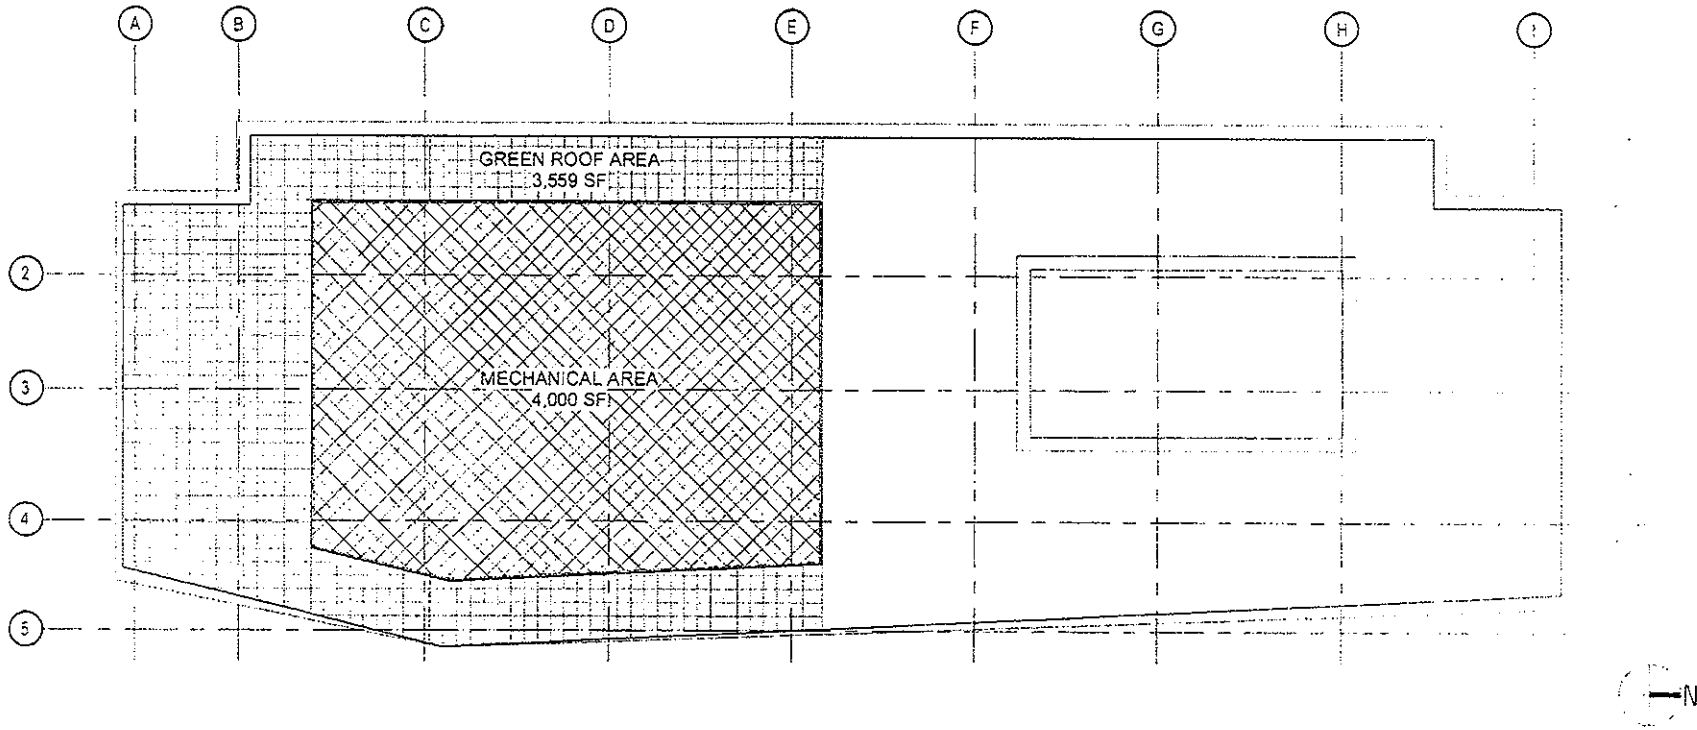 A B C D E F G H
GREEN ROOF AREA
3,559 SF
2
3
MECHANICAL AREA
4,000 SF
4
5
N